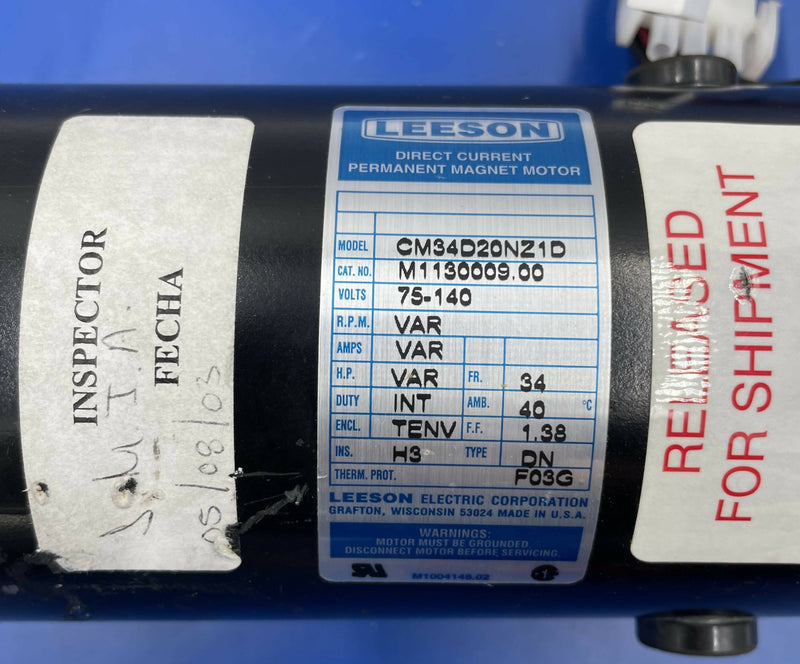 INSPECTOR
FECHA
05/08/03
LEESON
DIRECT CURRENT
PERMANENT MAGNET MOTOR
MODEL CM34D20NZ1D
CAT. NO. M1130009.00
VOLTS 75-140
R.P.M. VAR
AMPS VAR
H.P. VAR FR. 34
DUTY INT AMB. 40 °C
ENCL. TENV F.F. 1.38
INS. H3 TYPE DN
THERM. PROT. F03G
LEESON ELECTRIC CORPORATION
GRAFTON, WISCONSIN 53024 MADE IN U.S.A.
WARNINGS:
MOTOR MUST BE GROUNDED
DISCONNECT MOTOR BEFORE SERVICING
M1004148.02
RELEASED
FOR SHIPMENT